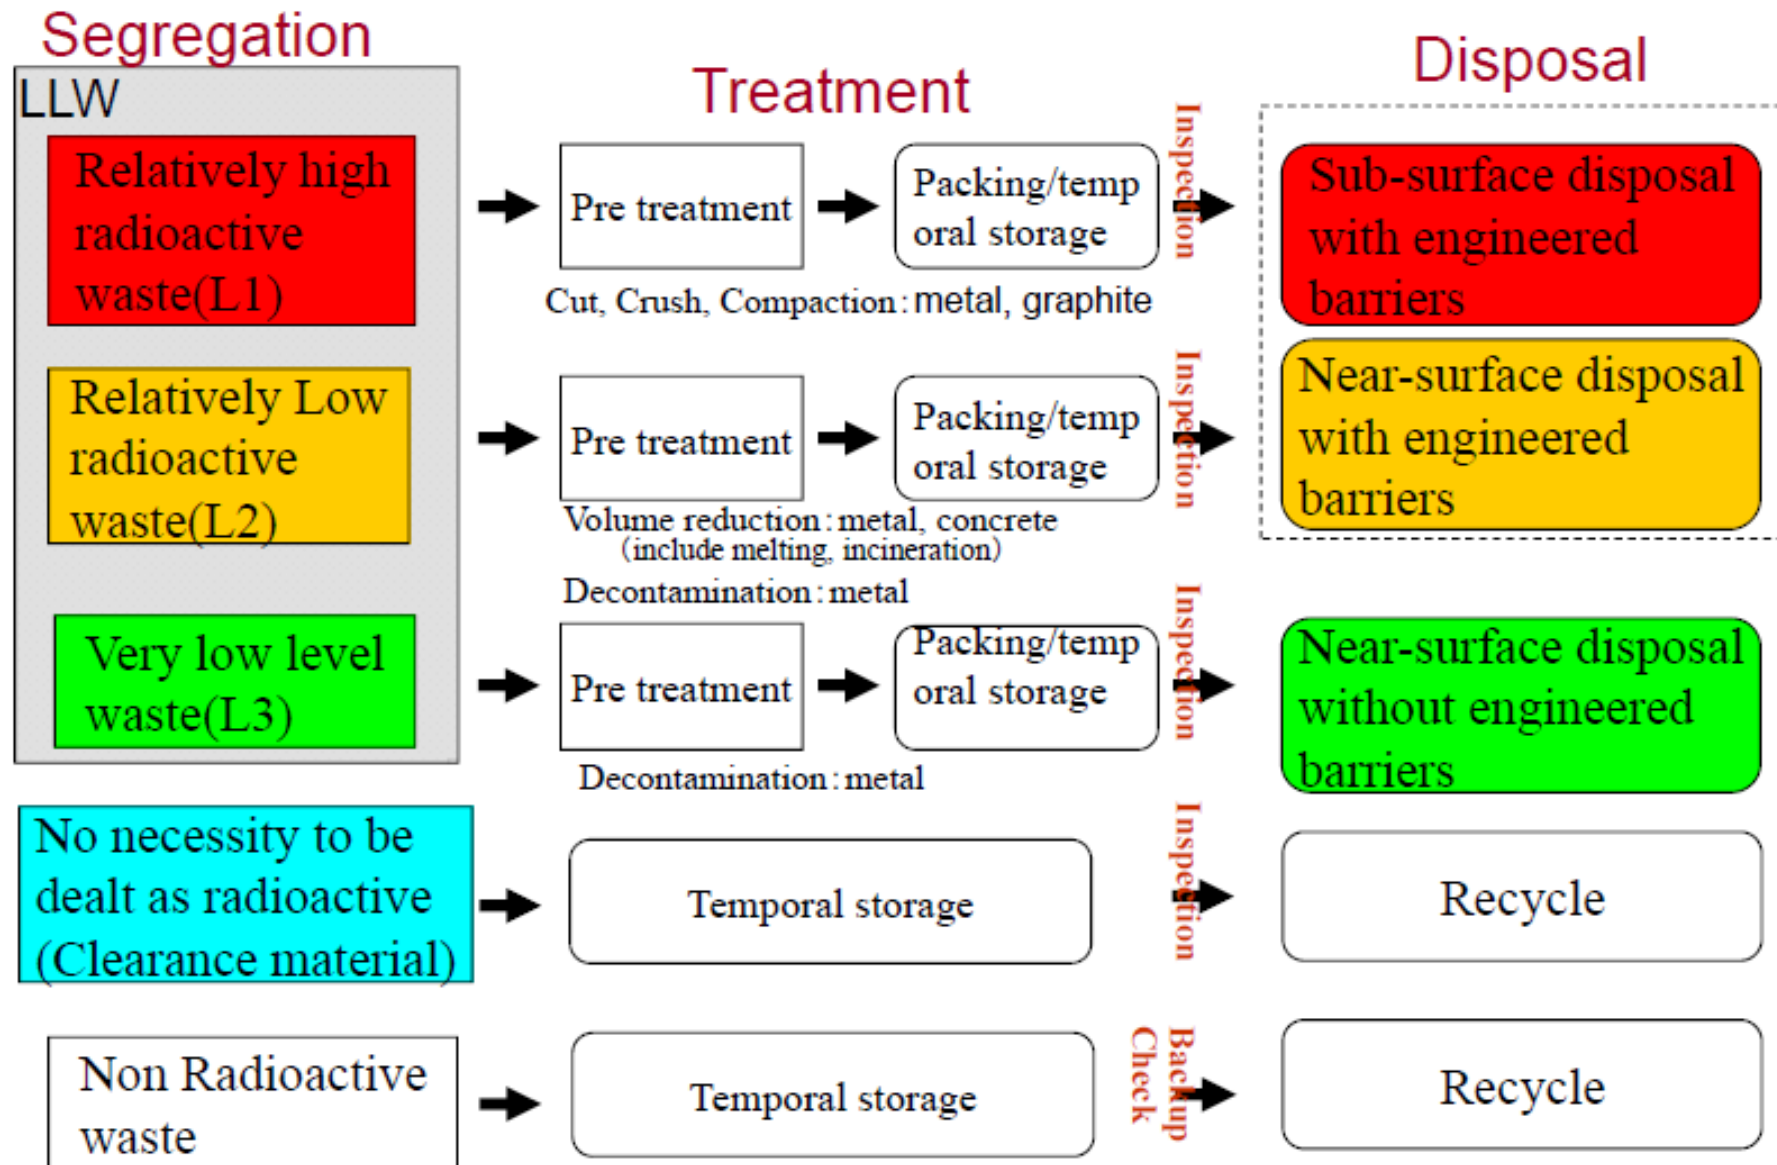 Segregation
Treatment
Disposal
LLW
Relatively high
radioactive
waste(L1)
Pre treatment
Packing/temp
oral storage
Inspection
Sub-surface disposal
with engineered
barriers
Cut, Crush, Compaction:metal, graphite
Relatively Low
radioactive
waste(L2)
Pre treatment
Packing/temp
oral storage
Inspection
Near-surface disposal
with engineered
barriers
Volume reduction:metal, concrete
(include melting, incineration)
Decontamination:metal
Very low level
waste(L3)
Pre treatment
Packing/temp
oral storage
Inspection
Near-surface disposal
without engineered
barriers
Decontamination:metal
No necessity to be
dealt as radioactive
(Clearance material)
Temporal storage
Inspection
Recycle
Non Radioactive
waste
Temporal storage
Backup
Check
Recycle